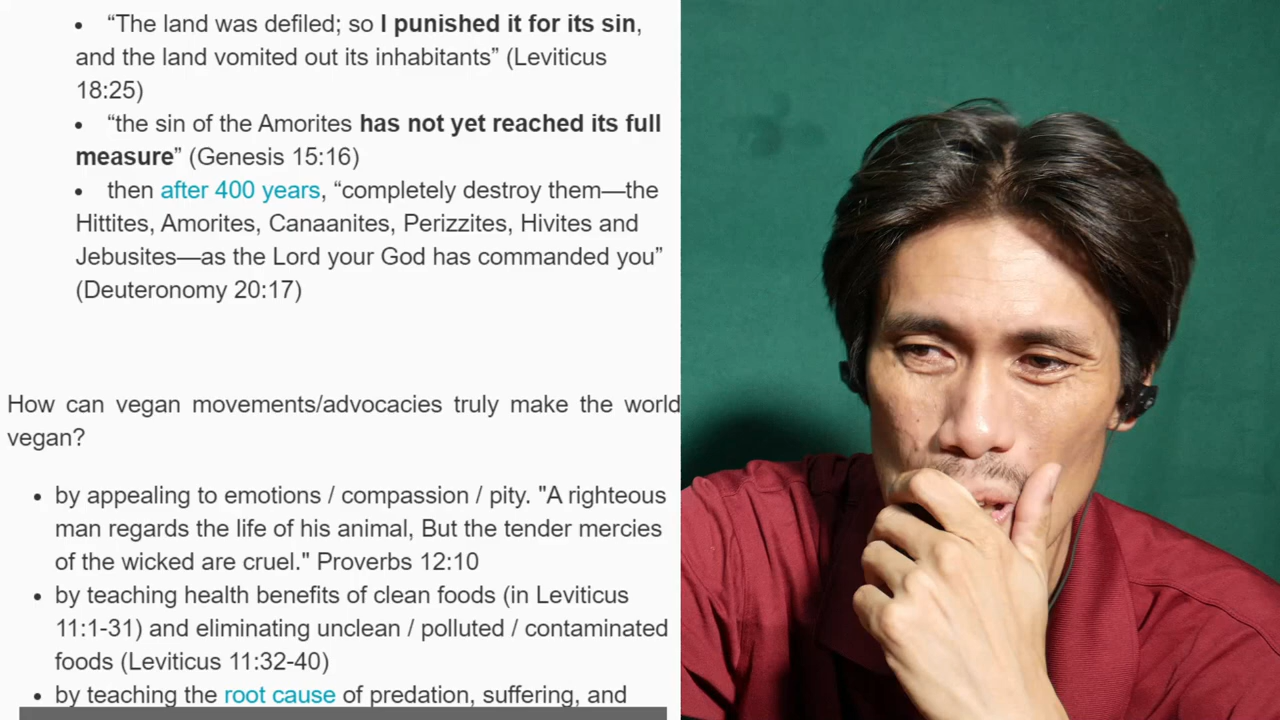 • “The land was defiled; so I punished it for its sin,
and the land vomited out its inhabitants” (Leviticus
18:25)
• “the sin of the Amorites has not yet reached its full
measure” (Genesis 15:16)
• then after 400 years, “completely destroy them—the
Hittites, Amorites, Canaanites, Perizzites, Hivites and
Jebusites—as the Lord your God has commanded you”
(Deuteronomy 20:17)
How can vegan movements/advocacies truly make the world
vegan?
• by appealing to emotions / compassion / pity. "A righteous
man regards the life of his animal, But the tender mercies
of the wicked are cruel." Proverbs 12:10
• by teaching health benefits of clean foods (in Leviticus
11:1-31) and eliminating unclean / polluted / contaminated
foods (Leviticus 11:32-40)
• by teaching the root cause of predation, suffering, and